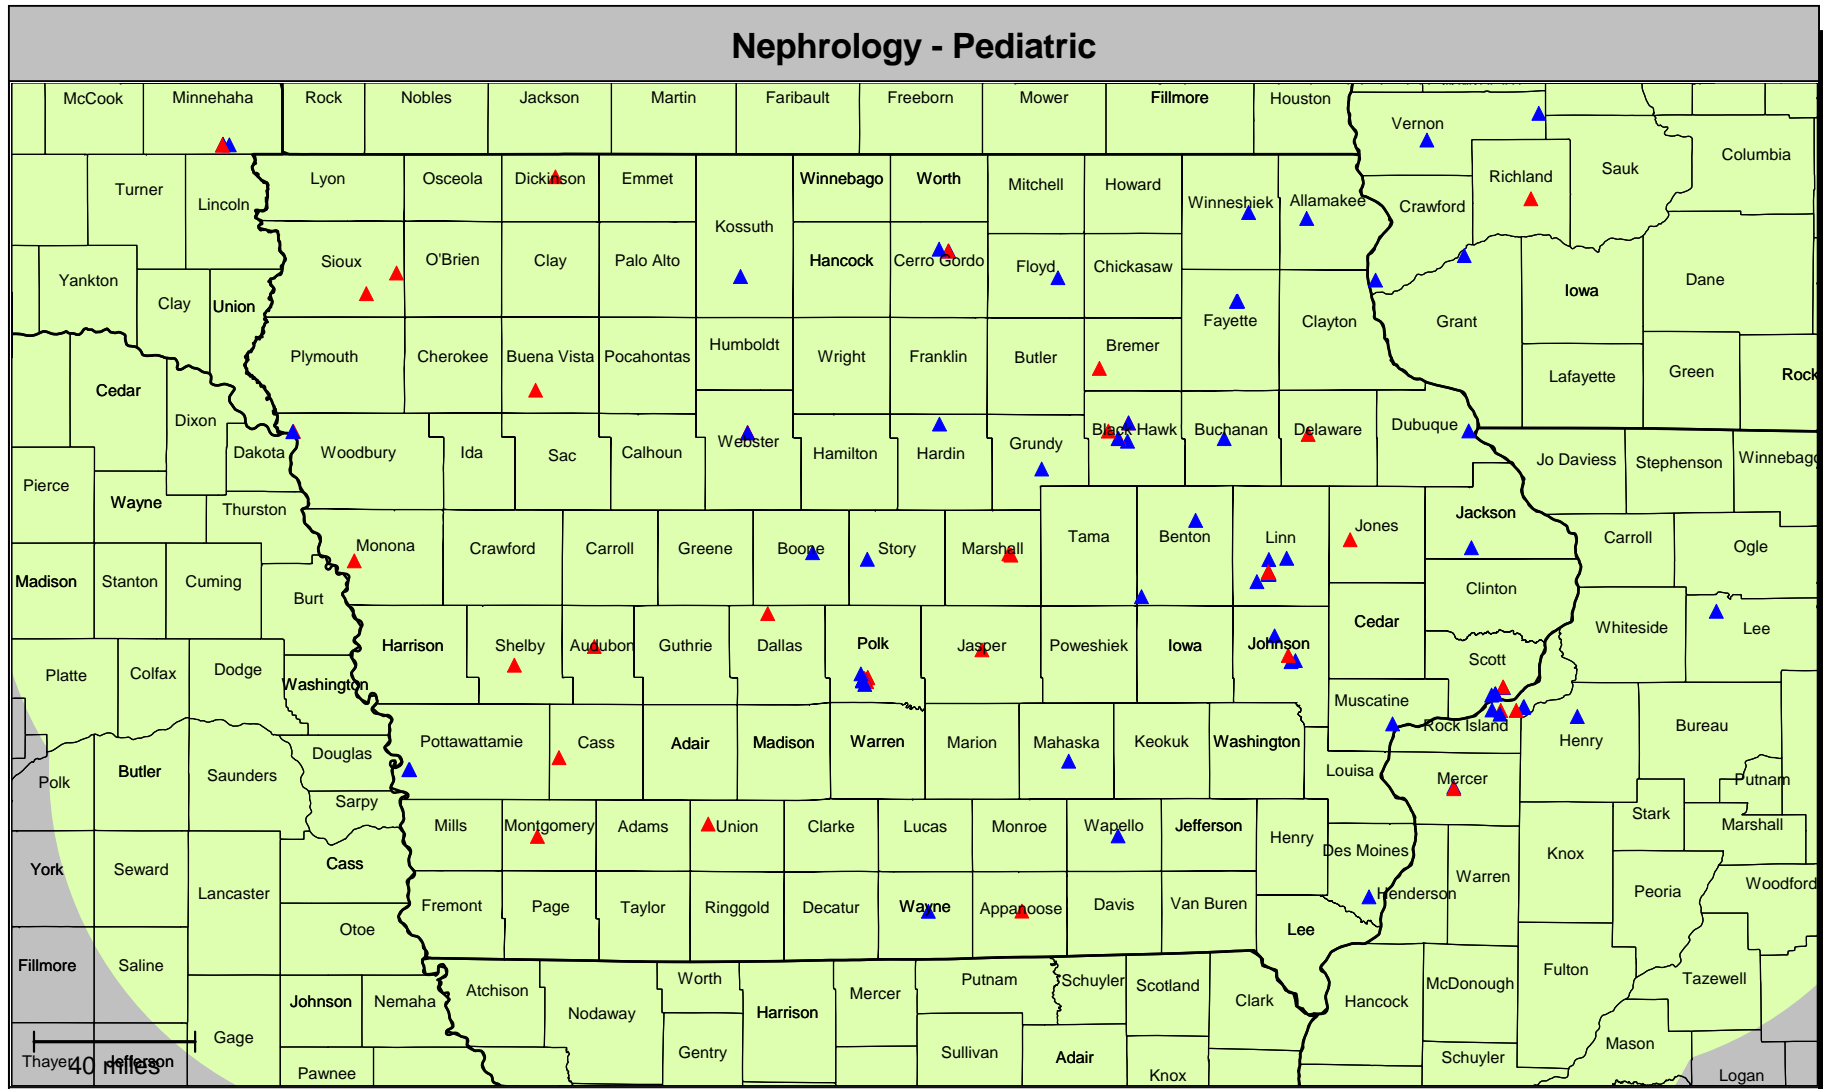 Nephrology - Pediatric
McCook Minnehaha Rock Nobles Jackson Martin Faribault Freeborn Mower Fillmore Houston
Vernon
Columbia
Sauk
Richland
Turner Lyon Osceola Dickinson Emmet Winnebago Worth Mitchell Howard
Lincoln Winneshiek Allamakee Crawford
Kossuth
Yankton Sioux O'Brien Clay Palo Alto Hancock Cerro Gordo Floyd Chickasaw Dane
Clay Union Iowa
Fayette Clayton Grant
Plymouth Cherokee Buena Vista Pocahontas Humboldt Wright Franklin Butler Bremer
Cedar Lafayette Green Rock
Dixon
Dakota Woodbury Ida Sac Calhoun Webster Hamilton Hardin Grundy Black Hawk Buchanan Delaware Dubuque
Jo Daviess Stephenson Winnebago
Pierce
Wayne Thurston
Jackson
Monona Crawford Carroll Greene Boone Story Marshall Tama Benton Linn Jones Carroll Ogle
Madison Stanton Cuming
Burt Clinton
Cedar Whiteside Lee
Harrison Shelby Audubon Guthrie Dallas Polk Jasper Poweshiek Iowa Johnson
Scott
Platte Colfax Dodge
Washington
Muscatine
Rock Island
Henry Bureau
Pottawattamie Cass Adair Madison Warren Marion Mahaska Keokuk Washington
Douglas
Louisa
Polk Butler Saunders Mercer Putnam
Sarpy
Stark
Marshall
Mills Montgomery Adams Union Clarke Lucas Monroe Wapello Jefferson Henry
Des Moines
Knox
York Seward Cass
Warren
Woodford
Lancaster Henderson Peoria
Fremont Page Taylor Ringgold Decatur Wayne Appanoose Davis Van Buren
Otoe Lee
Fillmore Saline
Fulton
Tazewell
Atchison Worth Putnam Schuyler Scotland McDonough
Johnson Nemaha Nodaway Harrison Mercer Clark Hancock
Gage
Mason
Gentry Sullivan Adair Schuyler
Thayer Jefferson
40 miles
Pawnee Knox Logan